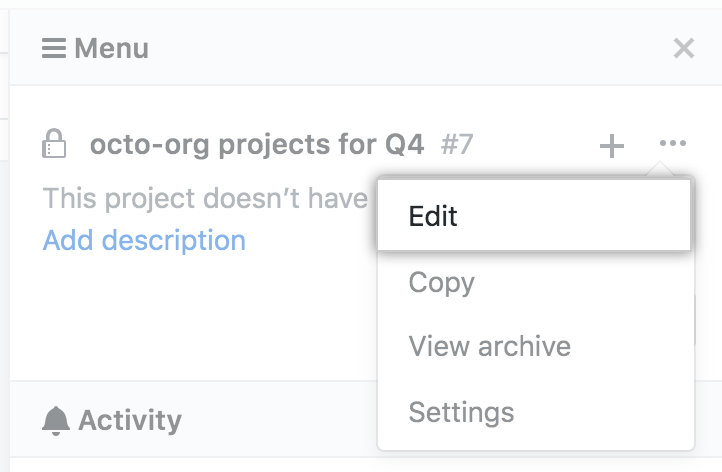 Menu
octo-org projects for Q4 #7
This project doesn’t have
Add description
Edit
Copy
View archive
Settings
Activity